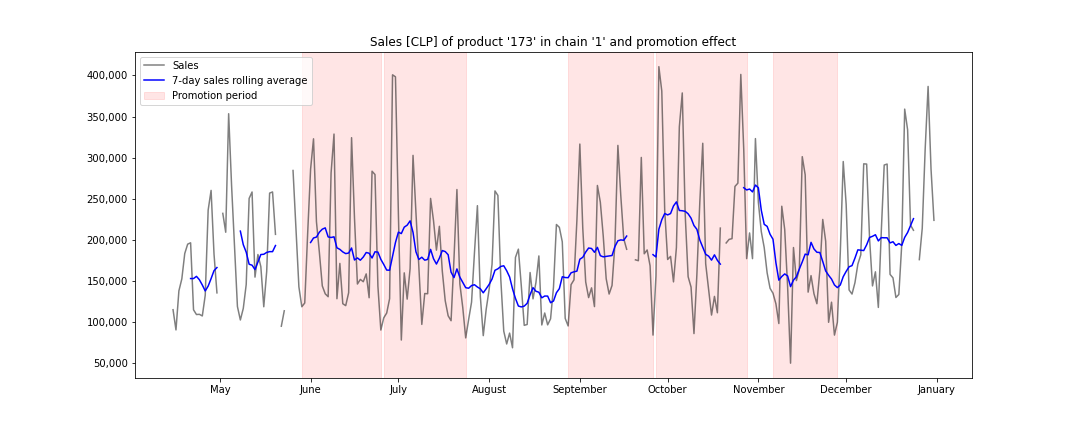 Sales [CLP] of product '173' in chain '1' and promotion effect
Sales
7-day sales rolling average
Promotion period
400,000
350,000
300,000
250,000
200,000
150,000
100,000
50,000
May June July August September October November December January